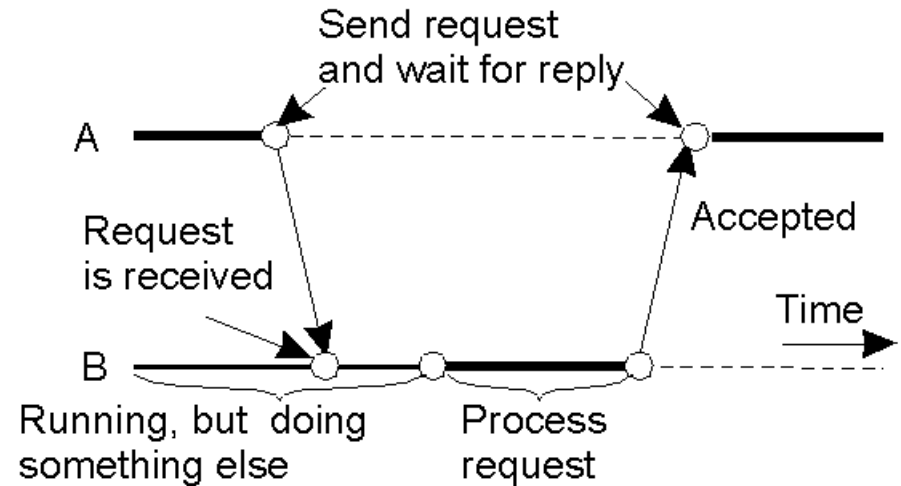 Send request
and wait for reply
A
Request
is received
Accepted
Time
B
Running, but doing
something else
Process
request